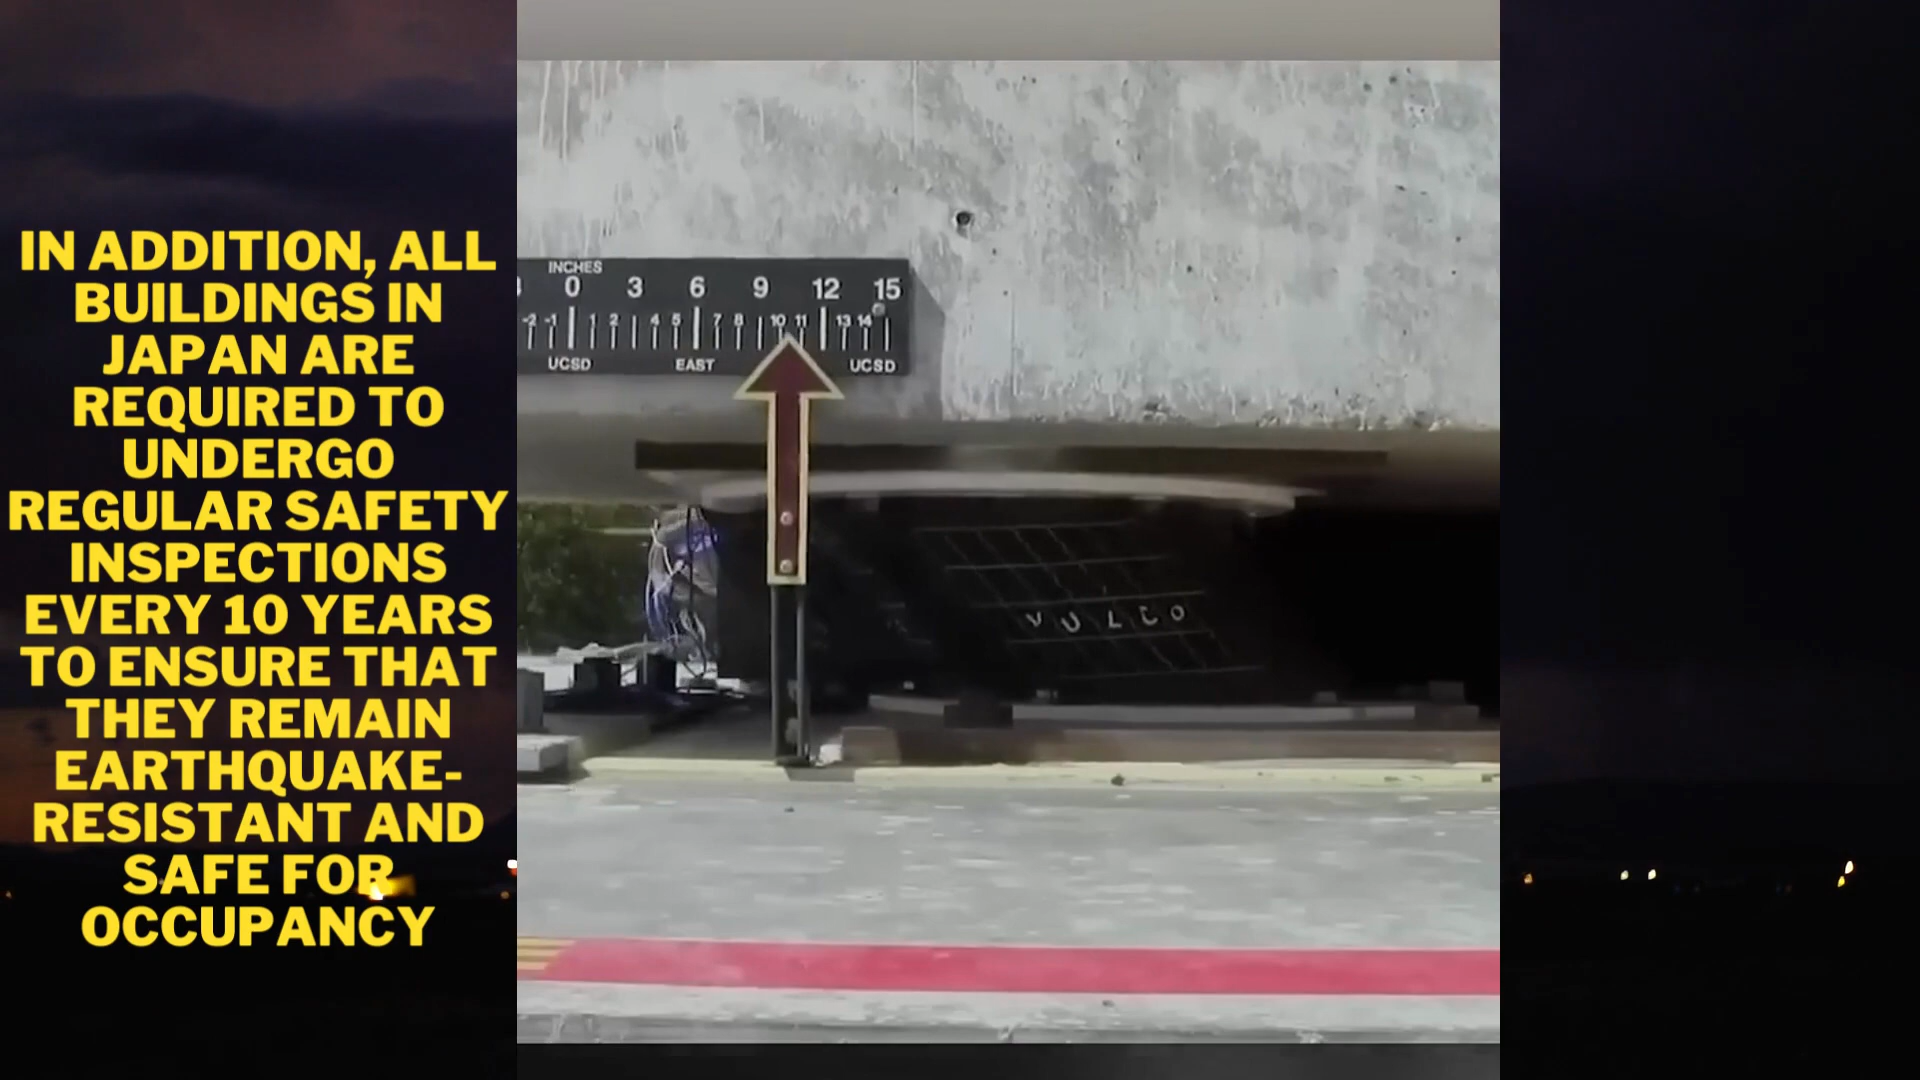 IN ADDITION, ALL
BUILDINGS IN
JAPAN ARE
REQUIRED TO
UNDERGO
REGULAR SAFETY
INSPECTIONS
EVERY 10 YEARS
TO ENSURE THAT
THEY REMAIN
EARTHQUAKE-
RESISTANT AND
SAFE FOR
OCCUPANCY
INCHES
0 3 6 9 12 15
-2 -1 1 2 4 5 7 8 10 11 13 14
UCSD EAST UCSD
VULCO